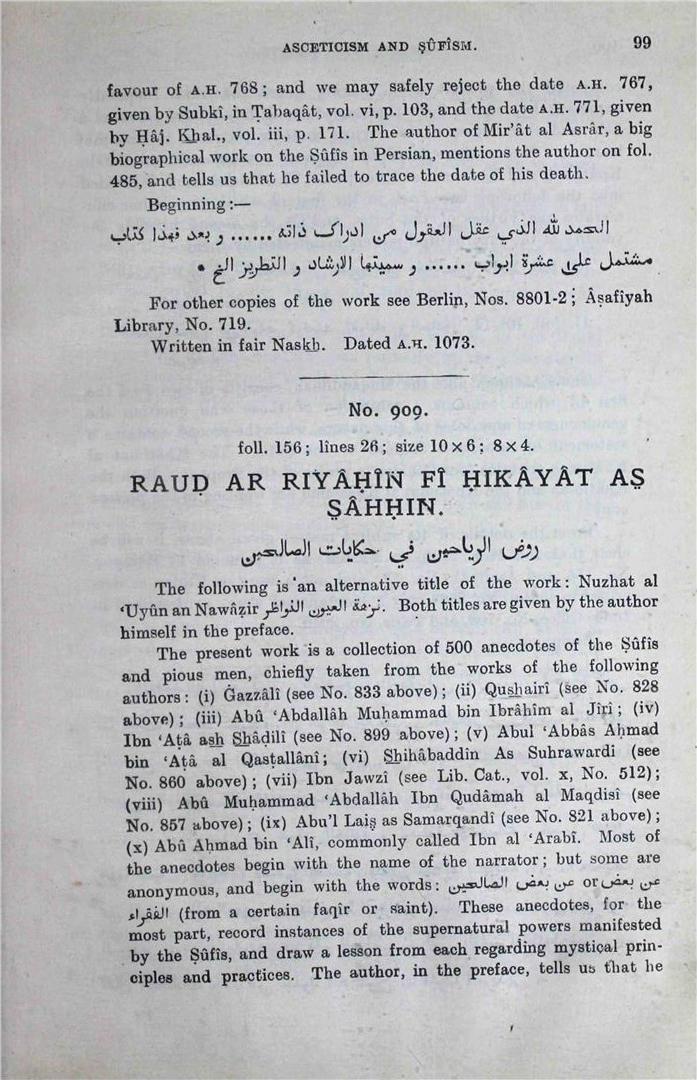 ASCETICISM AND ṢÛFÎSM. 99
favour of A.H. 768; and we may safely reject the date A.H. 767,
given by Subkî, in Ṭabaqât, vol. vi, p. 103, and the date A.H. 771, given
by Ḥâj. Khal., vol. iii, p. 171. The author of Mir’ât al Asrâr, a big
biographical work on the Ṣûfîs in Persian, mentions the author on fol.
485, and tells us that he failed to trace the date of his death.
Beginning:—
الحمد لله الذي عقل العقول من ادراك ذاته ...... و بعد فهذا كتاب
مشتمل على عشرة ابواب ...... و سميتها الارشاد و التطريز الخ •
For other copies of the work see Berlin, Nos. 8801-2; Âṣafîyah
Library, No. 719.
Written in fair Naskh. Dated A.H. 1073.
No. 909.
foll. 156; lines 26; size 10 × 6; 8 × 4.
RAUḌ AR RIYÂḤÎN FÎ ḤIKÂYÂT AṢ
ṢÂHḤIN.
روض الرياحين في حكايات الصالحين
The following is an alternative title of the work: Nuzhat al
‘Uyûn an Nawâẓir نزهة العيون النواظر. Both titles are given by the author
himself in the preface.
The present work is a collection of 500 anecdotes of the Ṣûfîs
and pious men, chiefly taken from the works of the following
authors: (i) Ġazzâlî (see No. 833 above); (ii) Qushairî (see No. 828
above); (iii) Abû ‘Abdallâh Muḥammad bin Ibrâhîm al Jîrî; (iv)
Ibn ‘Aṭâ ash Shâḍilî (see No. 899 above); (v) Abul ‘Abbâs Aḥmad
bin ‘Aṭâ al Qasṭallânî; (vi) Shihâbaddîn As Suhrawardi (see
No. 860 above); (vii) Ibn Jawzî (see Lib. Cat., vol. x, No. 512);
(viii) Abû Muḥammad ‘Abdallâh Ibn Qudâmah al Maqdisî (see
No. 857 above); (ix) Abu’l Laiṣ as Samarqandî (see No. 821 above);
(x) Abû Aḥmad bin ‘Alî, commonly called Ibn al ‘Arabî. Most of
the anecdotes begin with the name of the narrator; but some are
anonymous, and begin with the words: عن بعض الصالحين or عن بعض
الفقراء (from a certain faqîr or saint). These anecdotes, for the
most part, record instances of the supernatural powers manifested
by the Ṣûfîs, and draw a lesson from each regarding mystical prin-
ciples and practices. The author, in the preface, tells us that he